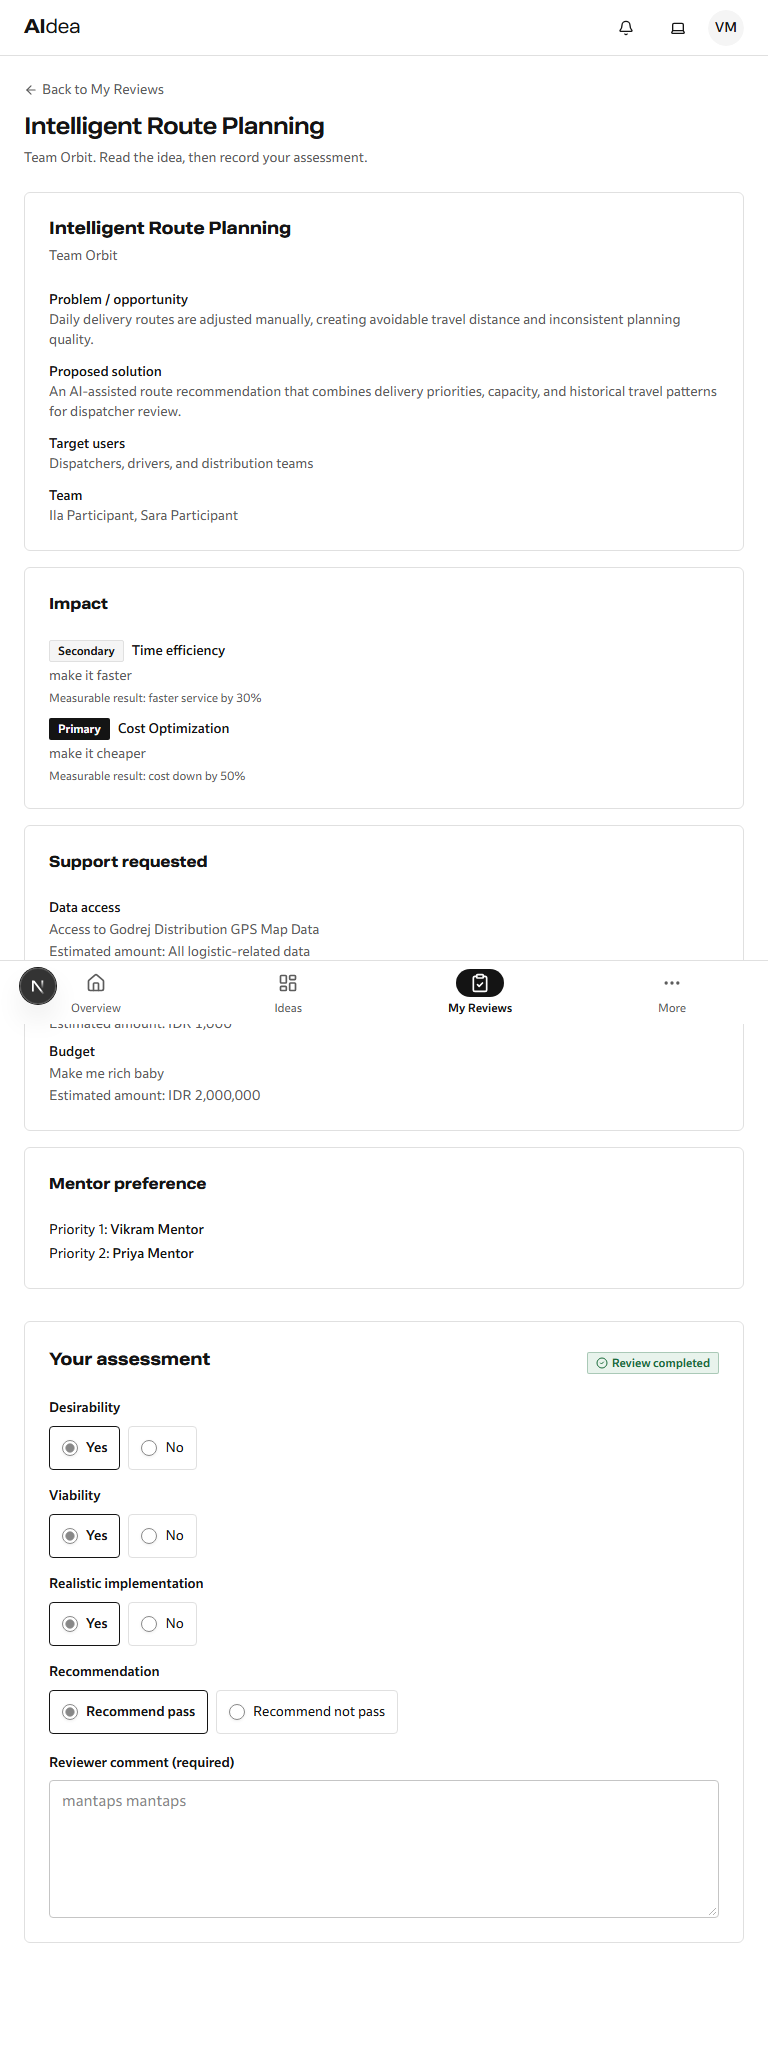 AIdea
VM
Back to My Reviews
Intelligent Route Planning
Team Orbit. Read the idea, then record your assessment.
Intelligent Route Planning
Team Orbit
Problem / opportunity
Daily delivery routes are adjusted manually, creating avoidable travel distance and inconsistent planning
quality.
Proposed solution
An AI-assisted route recommendation that combines delivery priorities, capacity, and historical travel patterns
for dispatcher review.
Target users
Dispatchers, drivers, and distribution teams
Team
Ila Participant, Sara Participant
Impact
Secondary Time efficiency
make it faster
Measurable result: faster service by 30%
Primary Cost Optimization
make it cheaper
Measurable result: cost down by 50%
Support requested
Data access
Access to Godrej Distribution GPS Map Data
Estimated amount: All logistic-related data
N
Overview Ideas My Reviews More
Estimated amount: IDR 1,000
Budget
Make me rich baby
Estimated amount: IDR 2,000,000
Mentor preference
Priority 1: Vikram Mentor
Priority 2: Priya Mentor
Your assessment
Review completed
Desirability
Yes No
Viability
Yes No
Realistic implementation
Yes No
Recommendation
Recommend pass Recommend not pass
Reviewer comment (required)
mantaps mantaps